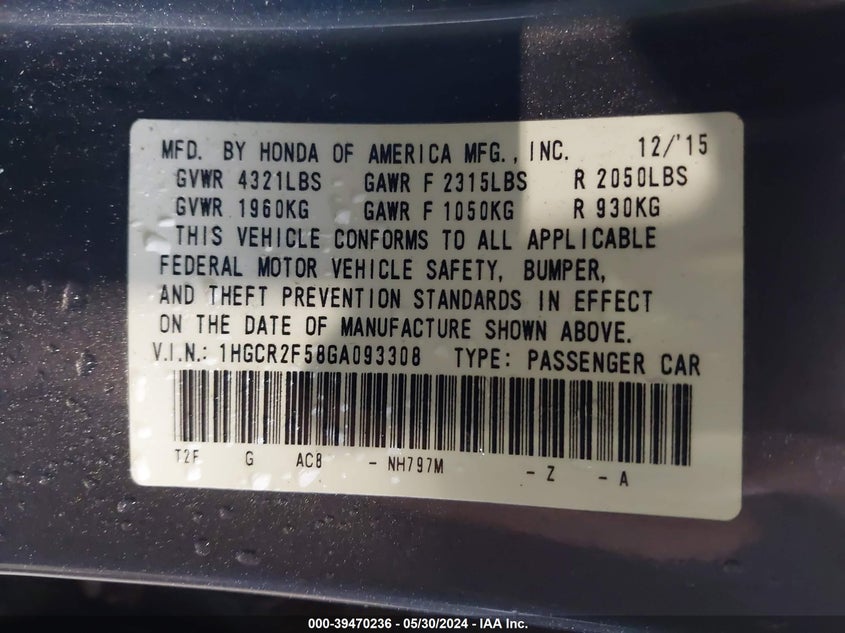 MFD. BY HONDA OF AMERICA MFG., INC. 12/'15
GVWR 4321LBS GAWR F 2315LBS R 2050LBS
GVWR 1960KG GAWR F 1050KG R 930KG
THIS VEHICLE CONFORMS TO ALL APPLICABLE
FEDERAL MOTOR VEHICLE SAFETY, BUMPER,
AND THEFT PREVENTION STANDARDS IN EFFECT
ON THE DATE OF MANUFACTURE SHOWN ABOVE.
V.I.N.: 1HGCR2F58GA093308 TYPE: PASSENGER CAR
T2F G AC8 - NH797M - Z - A
000-39470236 - 05/30/2024 - IAA Inc.